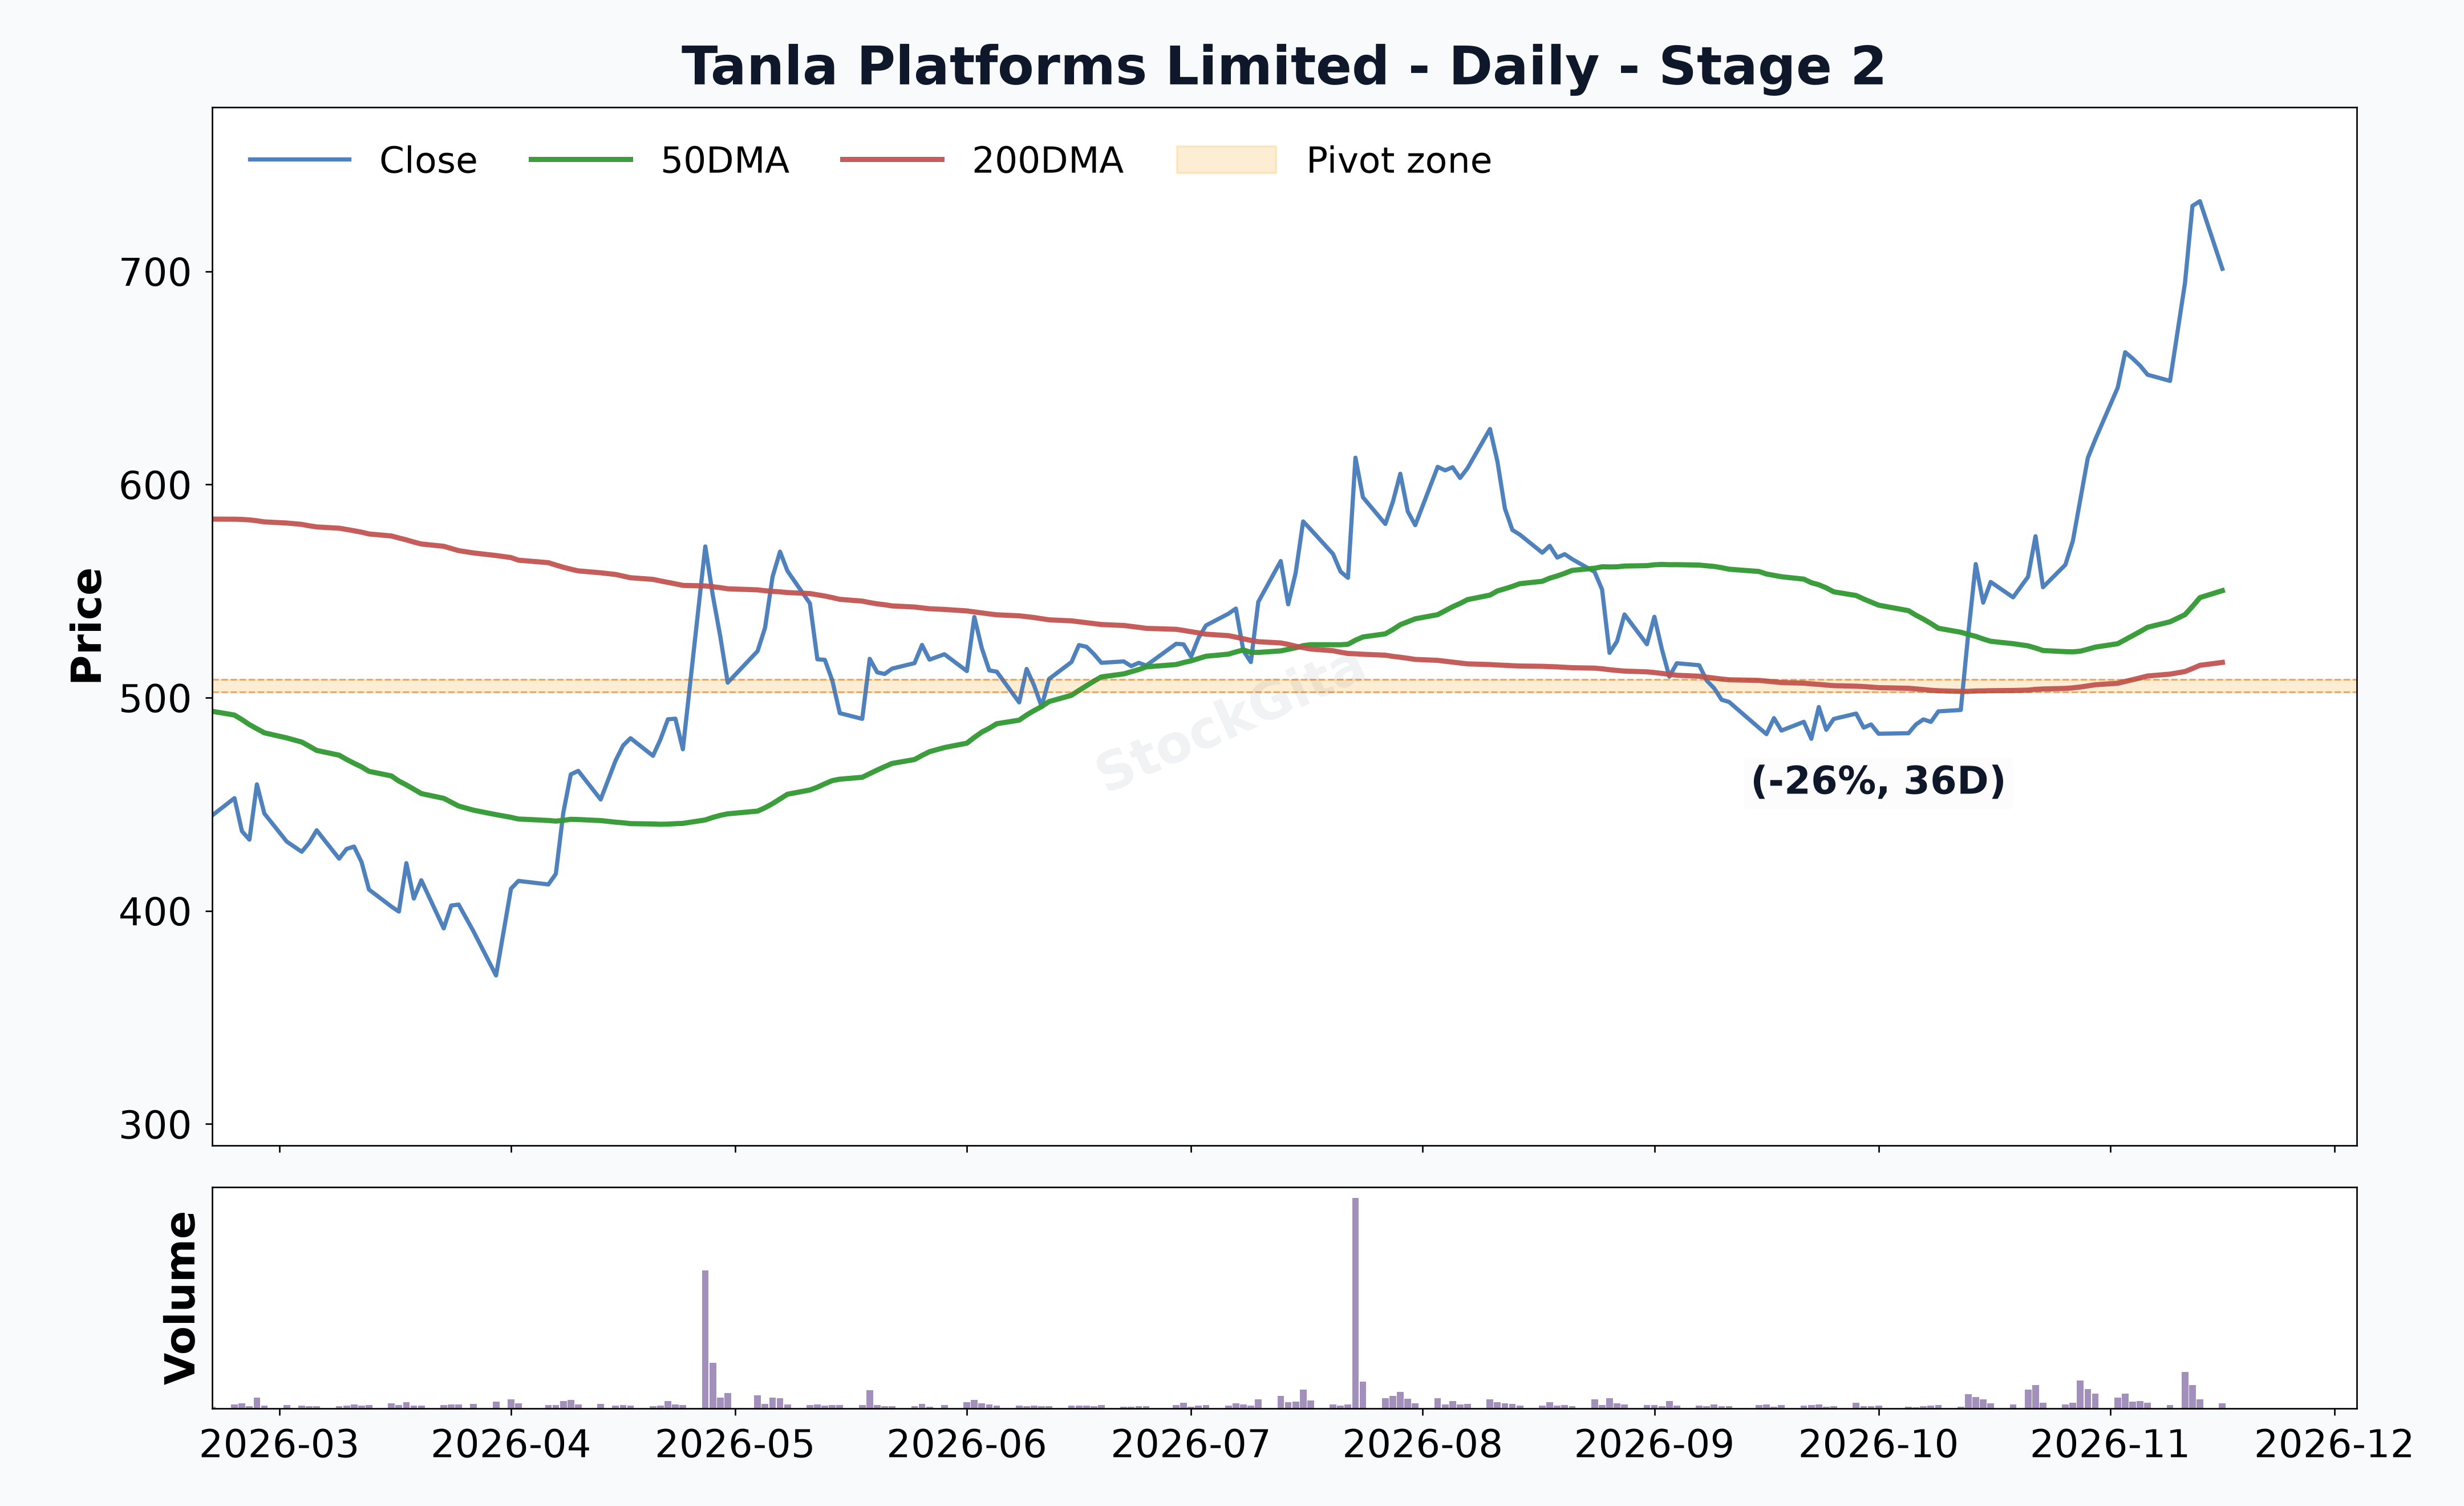 Tanla Platforms Limited - Daily - Stage 2
Close 50DMA 200DMA Pivot zone
Price
700
600
500
400
300
StockGita
(-26%, 36D)
Volume
2026-03 2026-04 2026-05 2026-06 2026-07 2026-08 2026-09 2026-10 2026-11 2026-12